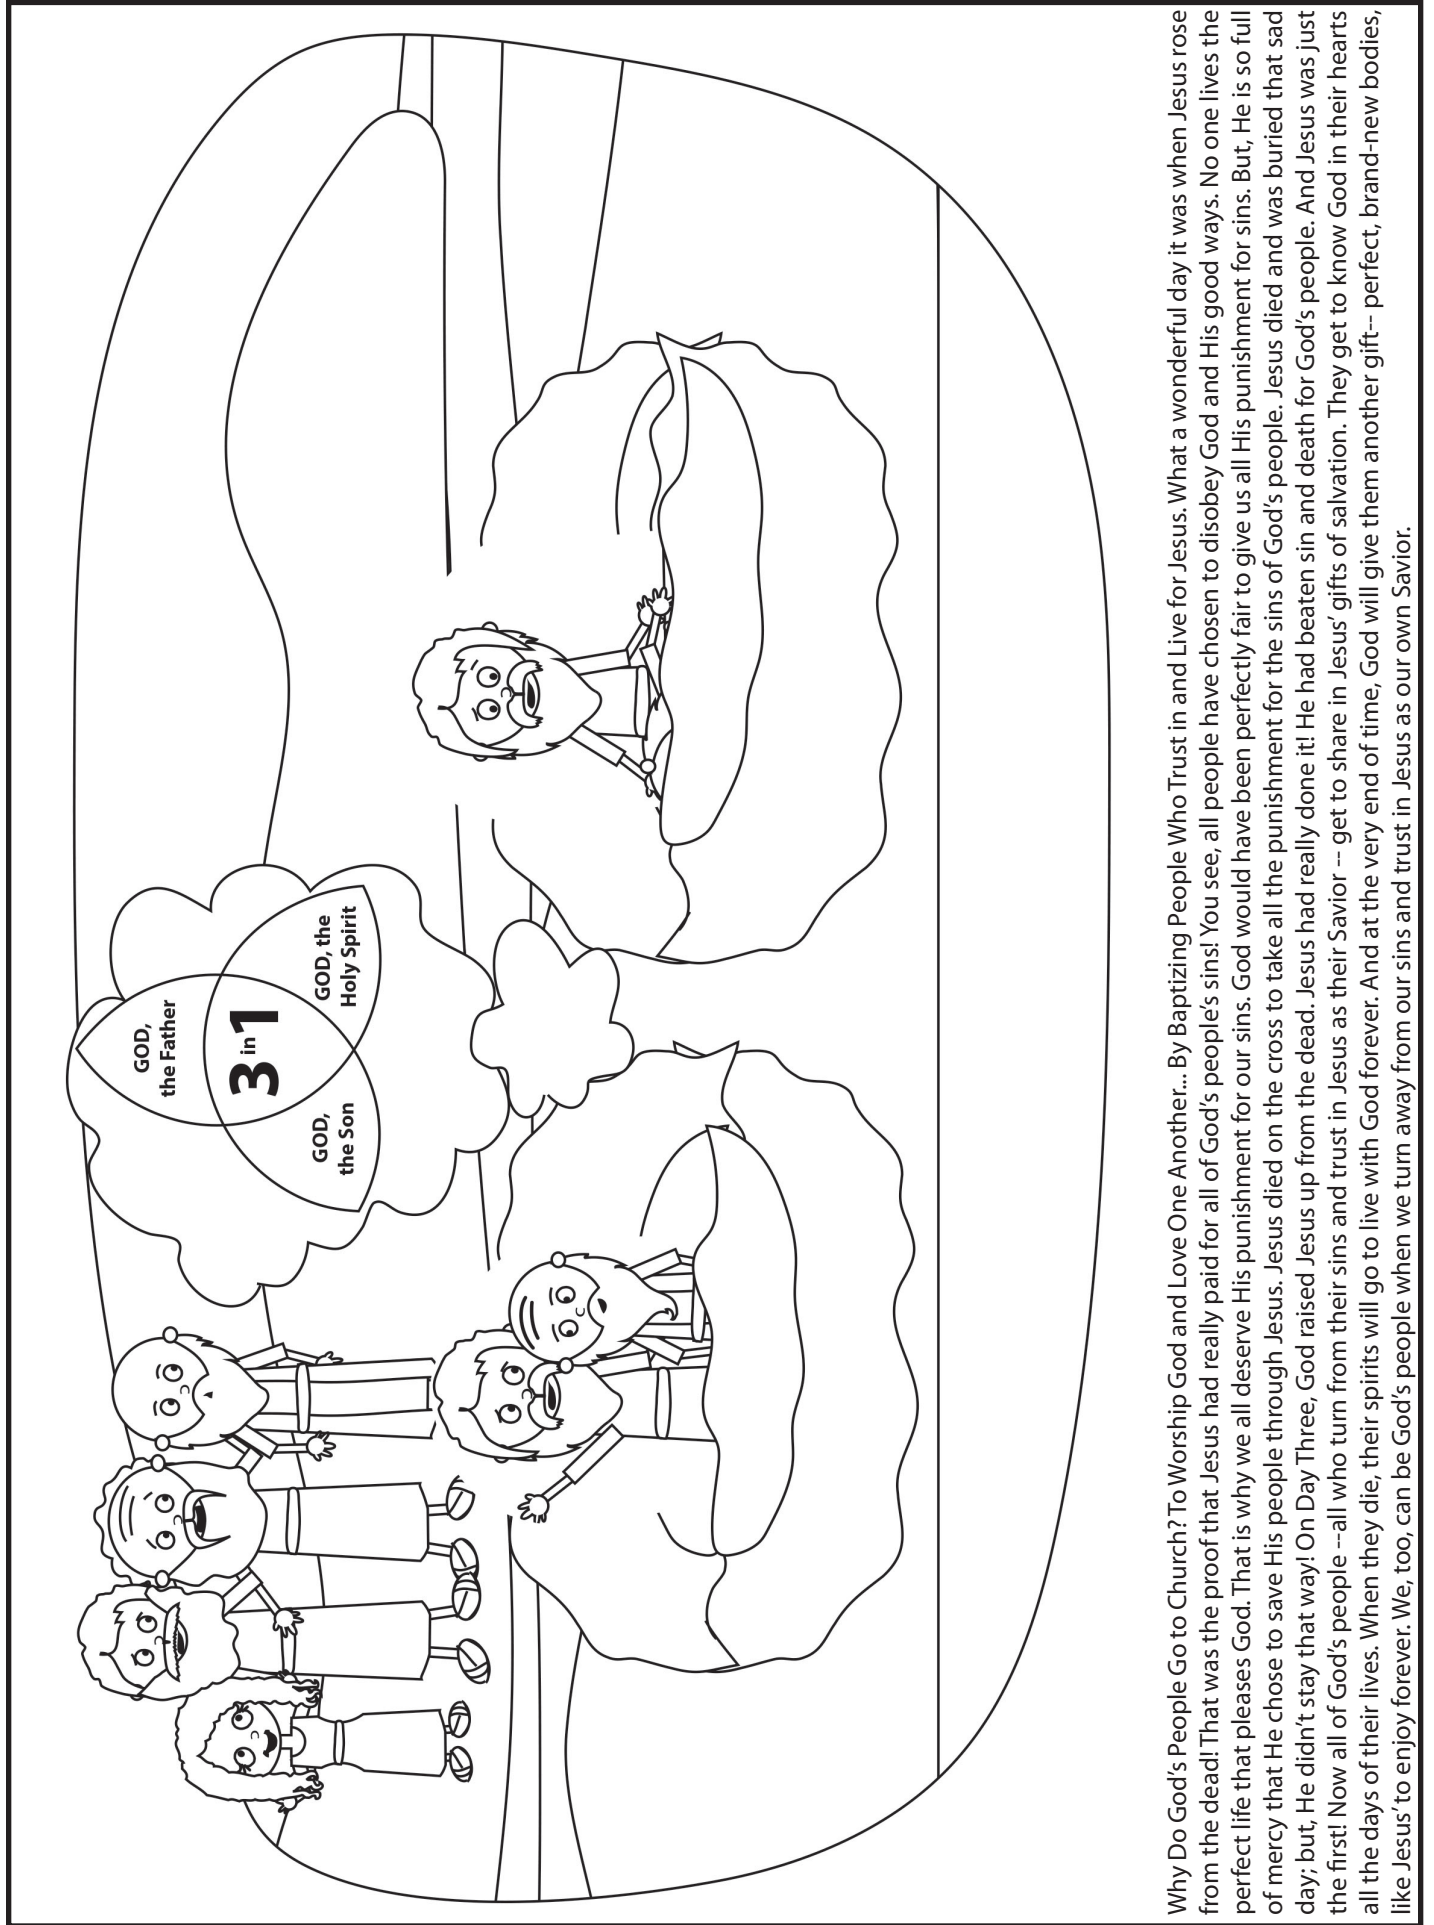 GOD,
the Father
3 in 1
GOD,
the Son
GOD, the
Holy Spirit
Why Do God's People Go to Church? To Worship God and Love One Another... By Baptizing People Who Trust in and Live for Jesus. What a wonderful day it was when Jesus rose
from the dead! That was the proof that Jesus had really paid for all of God's people's sins! You see, all people have chosen to disobey God and His good ways. No one lives the
perfect life that pleases God. That is why we all deserve His punishment for our sins. God would have been perfectly fair to give us all His punishment for sins. But, He is so full
of mercy that He chose to save His people through Jesus. Jesus died on the cross to take all the punishment for the sins of God's people. Jesus died and was buried that sad
day; but, He didn't stay that way! On Day Three, God raised Jesus up from the dead. Jesus had really done it! He had beaten sin and death for God's people. And Jesus was just
the first! Now all of God's people --all who turn from their sins and trust in Jesus as their Savior -- get to share in Jesus' gifts of salvation. They get to know God in their hearts
all the days of their lives. When they die, their spirits will go to live with God forever. And at the very end of time, God will give them another gift-- perfect, brand-new bodies,
like Jesus' to enjoy forever. We, too, can be God's people when we turn away from our sins and trust in Jesus as our own Savior.